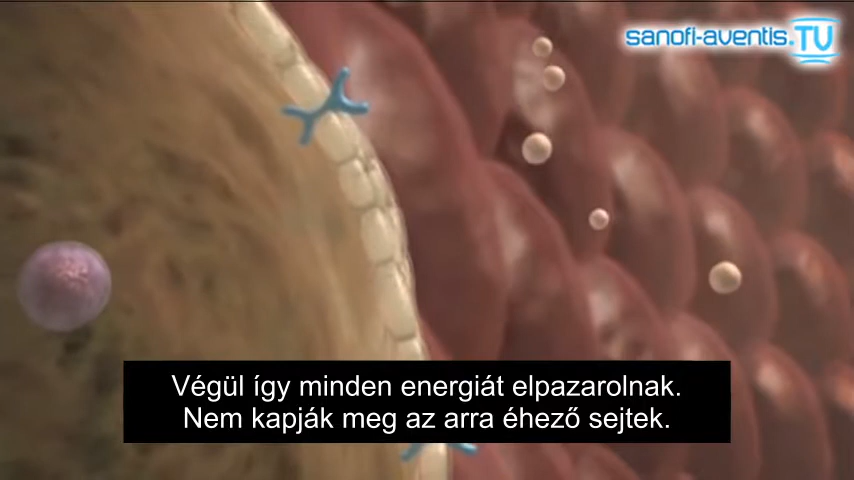 sanofi-aventis.TV
Végül így minden energiát elpazarolnak.
Nem kapják meg az arra éhező sejtek.